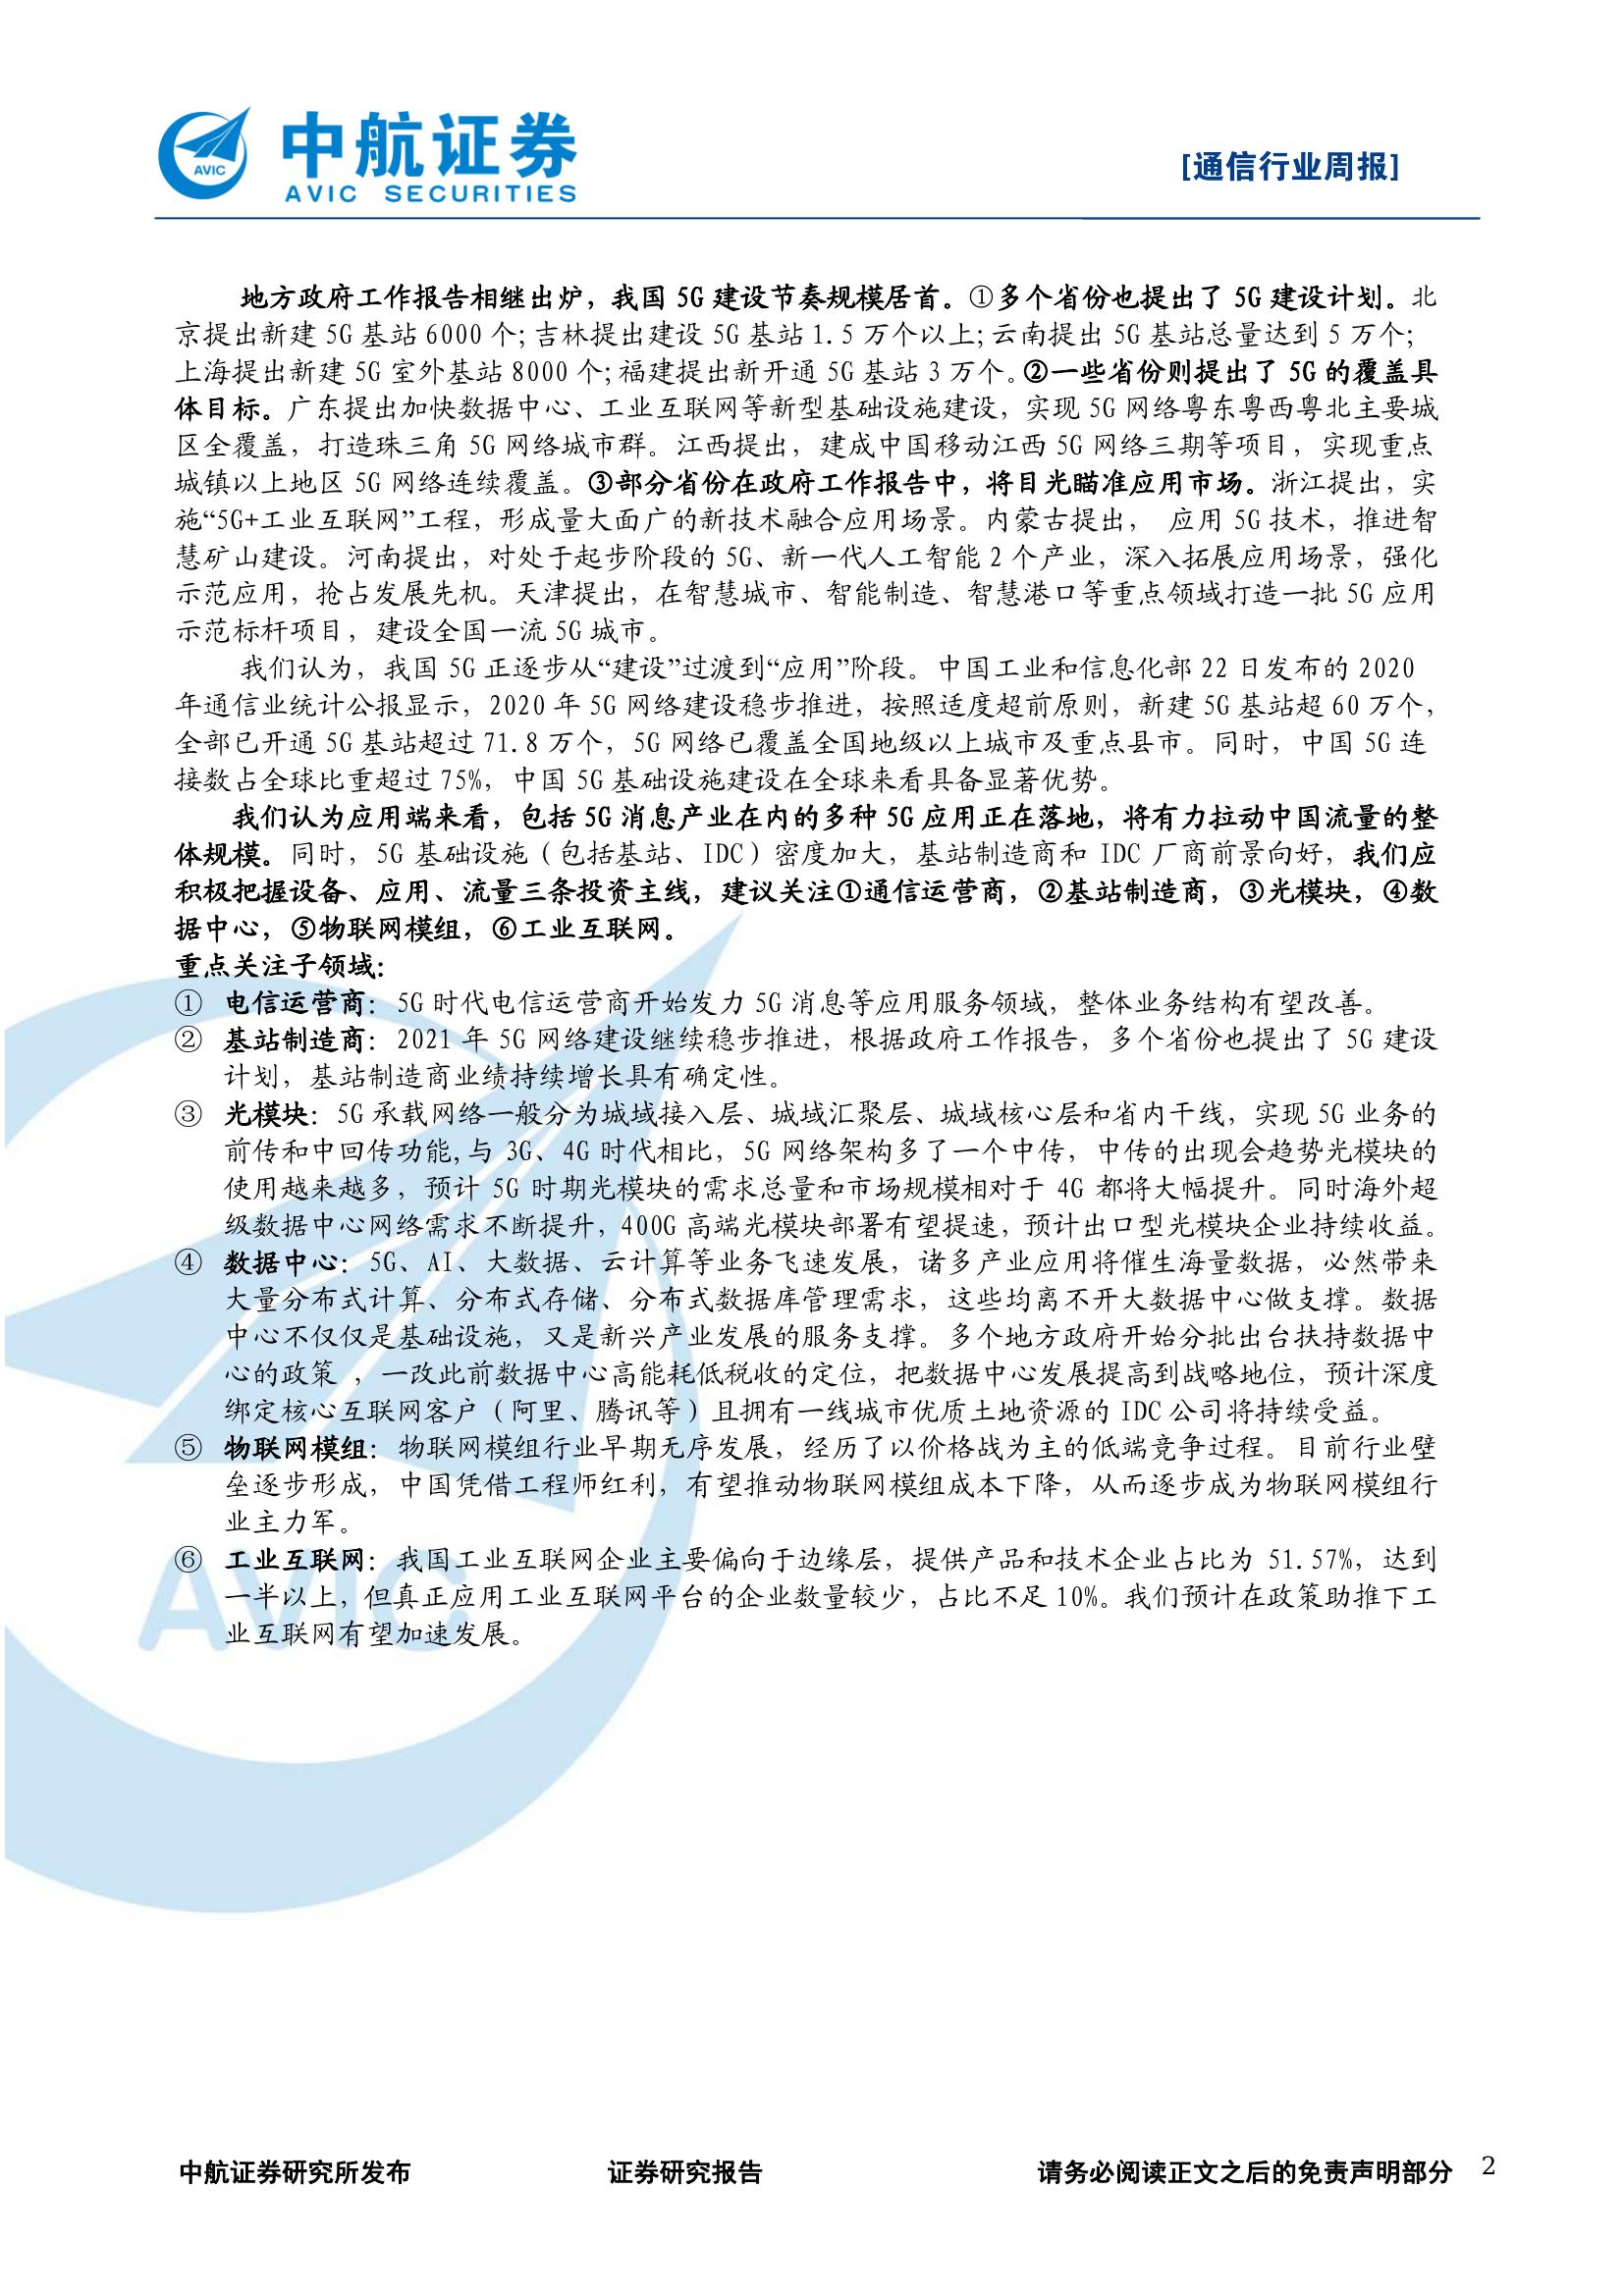 中航证券
AVIC SECURITIES
AVIC
[通信行业周报]
地方政府工作报告相继出炉，我国 5G 建设节奏规模居首。①多个省份也提出了 5G 建设计划。北
京提出新建 5G 基站 6000 个；吉林提出建设 5G 基站 1.5 万个以上；云南提出 5G 基站总量达到 5 万个；
上海提出新建 5G 室外基站 8000 个；福建提出新开通 5G 基站 3 万个。②一些省份则提出了 5G 的覆盖具
体目标。广东提出加快数据中心、工业互联网等新型基础设施建设，实现 5G 网络粤东粤西粤北主要城
区全覆盖，打造珠三角 5G 网络城市群。江西提出，建成中国移动江西 5G 网络三期等项目，实现重点
城镇以上地区 5G 网络连续覆盖。③部分省份在政府工作报告中，将目光瞄准应用市场。浙江提出，实
施“5G+工业互联网”工程，形成量大面广的新技术融合应用场景。内蒙古提出， 应用 5G 技术，推进智
慧矿山建设。河南提出，对处于起步阶段的 5G、新一代人工智能 2 个产业，深入拓展应用场景，强化
示范应用，抢占发展先机。天津提出，在智慧城市、智能制造、智慧港口等重点领域打造一批 5G 应用
示范标杆项目，建设全国一流 5G 城市。
我们认为，我国 5G 正逐步从“建设”过渡到“应用”阶段。中国工业和信息化部 22 日发布的 2020
年通信业统计公报显示，2020 年 5G 网络建设稳步推进，按照适度超前原则，新建 5G 基站超 60 万个，
全部已开通 5G 基站超过 71.8 万个，5G 网络已覆盖全国地级以上城市及重点县市。同时，中国 5G 连
接数占全球比重超过 75%，中国 5G 基础设施建设在全球来看具备显著优势。
我们认为应用端来看，包括 5G 消息产业在内的多种 5G 应用正在落地，将有力拉动中国流量的整
体规模。同时，5G 基础设施（包括基站、IDC）密度加大，基站制造商和 IDC 厂商前景向好，我们应
积极把握设备、应用、流量三条投资主线，建议关注①通信运营商，②基站制造商，③光模块，④数
据中心，⑤物联网模组，⑥工业互联网。
重点关注子领域：
① 电信运营商：5G 时代电信运营商开始发力 5G 消息等应用服务领域，整体业务结构有望改善。
② 基站制造商：2021 年 5G 网络建设继续稳步推进，根据政府工作报告，多个省份也提出了 5G 建设
计划，基站制造商业绩持续增长具有确定性。
③ 光模块：5G 承载网络一般分为城域接入层、城域汇聚层、城域核心层和省内干线，实现 5G 业务的
前传和中回传功能,与 3G、4G 时代相比，5G 网络架构多了一个中传，中传的出现会趋势光模块的
使用越来越多，预计 5G 时期光模块的需求总量和市场规模相对于 4G 都将大幅提升。同时海外超
级数据中心网络需求不断提升，400G 高端光模块部署有望提速，预计出口型光模块企业持续收益。
④ 数据中心：5G、AI、大数据、云计算等业务飞速发展，诸多产业应用将催生海量数据，必然带来
大量分布式计算、分布式存储、分布式数据库管理需求，这些均离不开大数据中心做支撑。数据
中心不仅仅是基础设施，又是新兴产业发展的服务支撑。多个地方政府开始分批出台扶持数据中
心的政策 ，一改此前数据中心高能耗低税收的定位，把数据中心发展提高到战略地位，预计深度
绑定核心互联网客户（阿里、腾讯等）且拥有一线城市优质土地资源的 IDC 公司将持续受益。
⑤ 物联网模组：物联网模组行业早期无序发展，经历了以价格战为主的低端竞争过程。目前行业壁
垒逐步形成，中国凭借工程师红利，有望推动物联网模组成本下降，从而逐步成为物联网模组行
业主力军。
⑥ 工业互联网：我国工业互联网企业主要偏向于边缘层，提供产品和技术企业占比为 51.57%，达到
一半以上，但真正应用工业互联网平台的企业数量较少，占比不足 10%。我们预计在政策助推下工
业互联网有望加速发展。
AVIC
中航证券研究所发布 证券研究报告 请务必阅读正文之后的免责声明部分 2